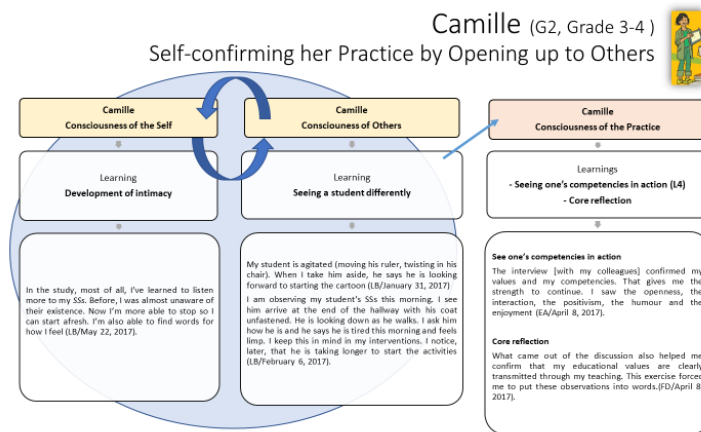 Camille (G2, Grade 3-4 )
Self-confirming her Practice by Opening up to Others
Camille
Consciousness of the Self
Learning
Development of intimacy
In the study, most of all, I've learned to listen
more to my SSs. Before, I was almost unaware of
their existence. Now I'm more able to stop so I
can start afresh. I'm also able to find words for
how I feel (LB/May 22, 2017).
Camille
Consciouness of Others
Learning
Seeing a student differently
My student is agitated (moving his ruler, twisting in his
chair). When I take him aside, he says he is looking
forward to starting the cartoon (LB/January 31, 2017)
I am observing my student's SSs this morning. I see
him arrive at the end of the hallway with his coat
unfastened. He is looking down as he walks. I ask him
how he is and he says he is tired this morning and feels
limp. I keep this in mind in my interventions. I notice,
later, that he is taking longer to start the activities
(LB/February 6, 2017).
Camille
Consciousness of the Practice
Learnings
- Seeing one's competencies in action (L4)
- Core reflection
See one's competencies in action
The interview [with my colleagues] confirmed my
values and my competencies. That gives me the
strength to continue. I saw the openness, the
interaction, the positivism, the humour and the
enjoyment (EA/April 8, 2017).
Core reflection
What came out of the discussion also helped me
confirm that my educational values are clearly
transmitted through my teaching. This exercise forced
me to put these observations into words.(FD/April 8,
2017).